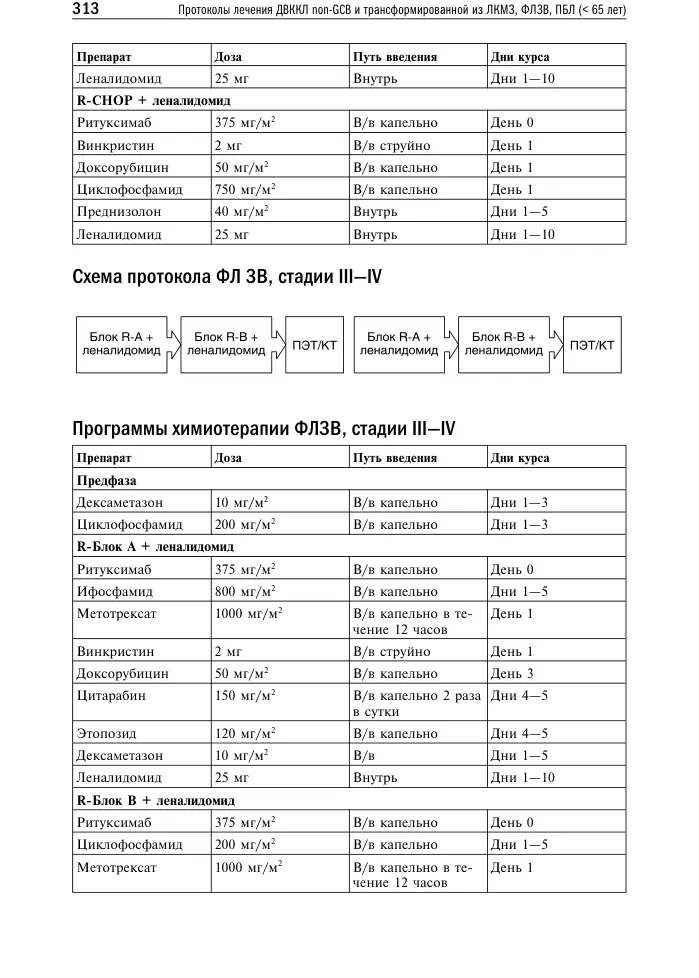 313 Протоколы лечения ДВККЛ non-GCB и трансформированной из ЛКМЗ, ФЛЗВ, ПБЛ (< 65 лет)
Препарат Доза Путь введения Дни курса
Леналидомид 25 мг Внутрь Дни 1—10
R-CHOP + леналидомид
Ритуксимаб 375 мг/м² В/в капельно День 0
Винкристин 2 мг В/в струйно День 1
Доксорубицин 50 мг/м² В/в капельно День 1
Циклофосфамид 750 мг/м² В/в капельно День 1
Преднизолон 40 мг/м² Внутрь Дни 1—5
Леналидомид 25 мг Внутрь Дни 1—10
Схема протокола ФЛ 3В, стадии III—IV
Блок R-A + Блок R-B + Блок R-A + Блок R-B +
леналидомид леналидомид ПЭТ/КТ леналидомид леналидомид ПЭТ/КТ
Программы химиотерапии ФЛ3В, стадии III—IV
Препарат Доза Путь введения Дни курса
Предфаза
Дексаметазон 10 мг/м² В/в капельно Дни 1—3
Циклофосфамид 200 мг/м² В/в капельно Дни 1—3
R-Блок А + леналидомид
Ритуксимаб 375 мг/м² В/в капельно День 0
Ифосфамид 800 мг/м² В/в капельно Дни 1—5
Метотрексат 1000 мг/м² В/в капельно в те- День 1
чение 12 часов
Винкристин 2 мг В/в струйно День 1
Доксорубицин 50 мг/м² В/в капельно День 3
Цитарабин 150 мг/м² В/в капельно 2 раза Дни 4—5
в сутки
Этопозид 120 мг/м² В/в капельно Дни 4—5
Дексаметазон 10 мг/м² В/в Дни 1—5
Леналидомид 25 мг Внутрь Дни 1—10
R-Блок В + леналидомид
Ритуксимаб 375 мг/м² В/в капельно День 0
Циклофосфамид 200 мг/м² В/в капельно Дни 1—5
Метотрексат 1000 мг/м² В/в капельно в те- День 1
чение 12 часов